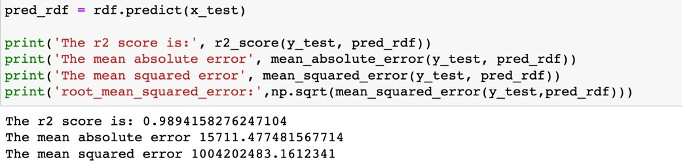 pred_rdf = rdf.predict(x_test)
print('The r2 score is:', r2_score(y_test, pred_rdf))
print('The mean absolute error', mean_absolute_error(y_test, pred_rdf))
print('The mean squared error', mean_squared_error(y_test, pred_rdf))
print('root_mean_squared_error:',np.sqrt(mean_squared_error(y_test,pred_rdf)))
The r2 score is: 0.9894158276247104
The mean absolute error 15711.477481567714
The mean squared error 1004202483.1612341